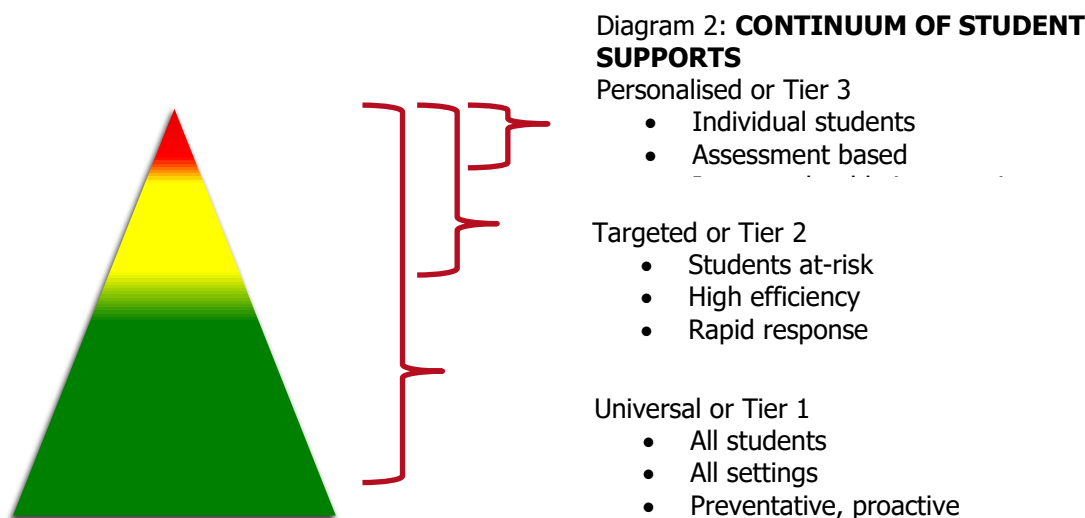 Diagram 2: CONTINUUM OF STUDENT
SUPPORTS
Personalised or Tier 3
• Individual students
• Assessment based
Targeted or Tier 2
• Students at-risk
• High efficiency
• Rapid response
Universal or Tier 1
• All students
• All settings
• Preventative, proactive